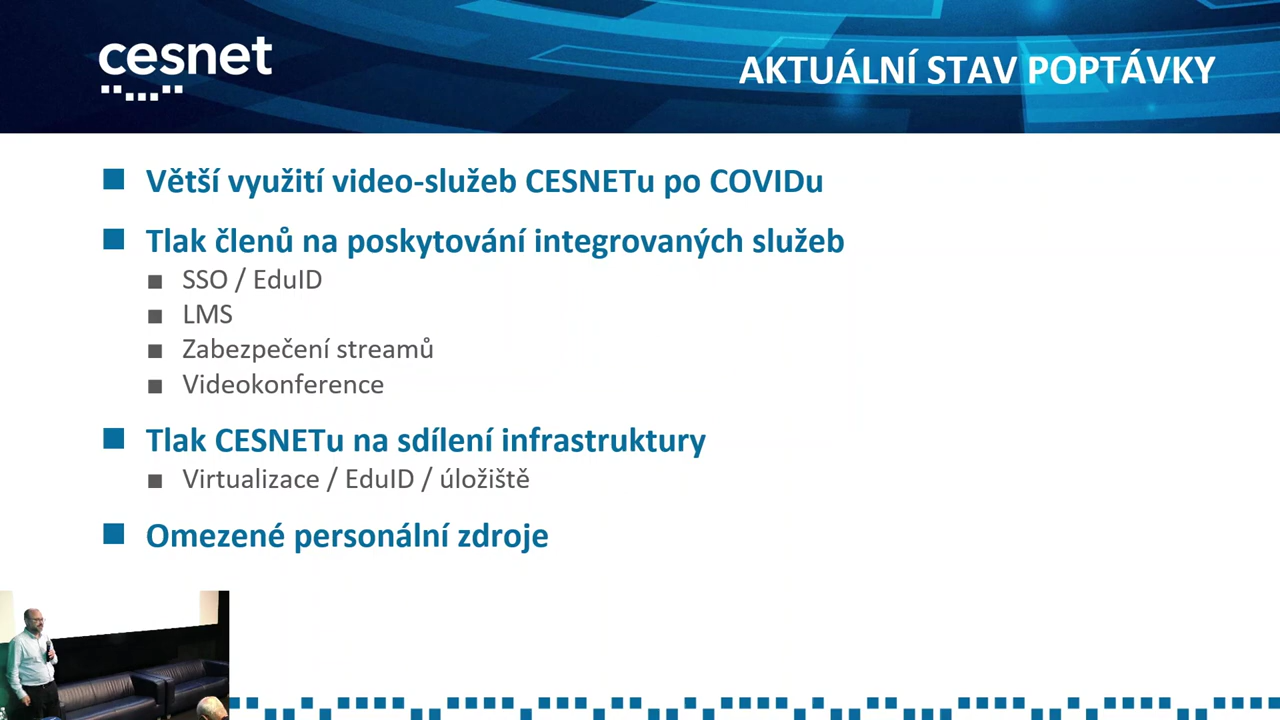 cesnet
AKTUÁLNÍ STAV POPTÁVKY
Větší využití video-služeb CESNETu po COVIDu
Tlak členů na poskytování integrovaných služeb
SSO / EduID
LMS
Zabezpečení streamů
Videokonference
Tlak CESNETu na sdílení infrastruktury
Virtualizace / EduID / úložiště
Omezené personální zdroje